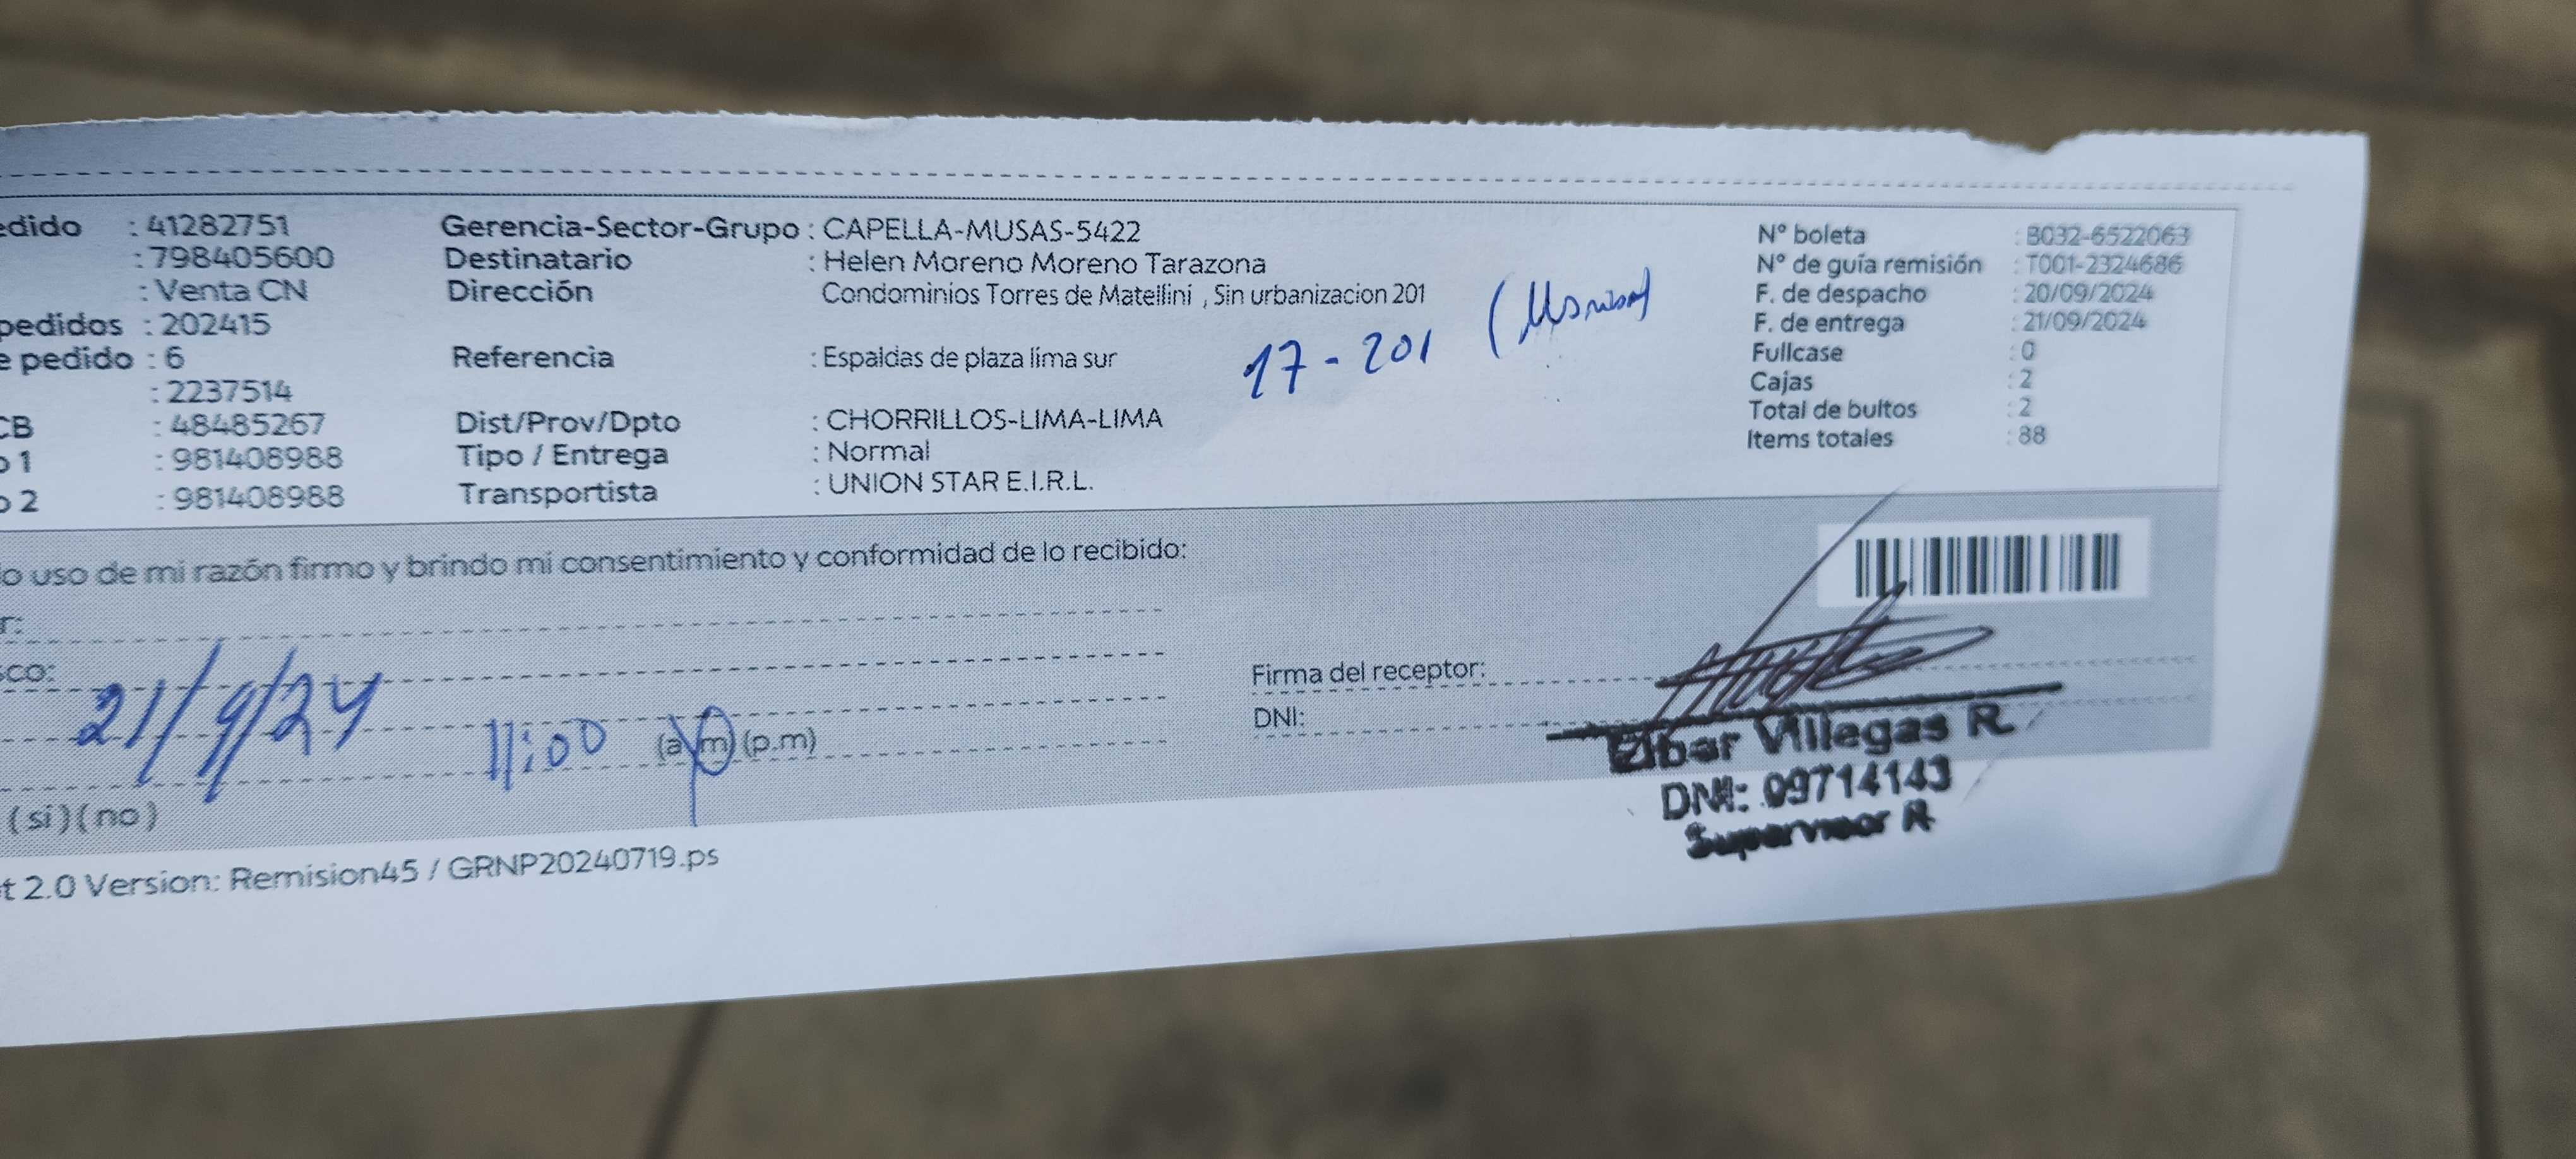 edido : 41282751
: 798405600
: Venta CN
pedidos : 202415
e pedido : 6
: 2237514
CB : 48485267
o 1 : 981408988
o 2 : 981408988
Gerencia-Sector-Grupo : CAPELLA-MUSAS-5422
Destinatario : Helen Moreno Moreno Tarazona
Dirección Condominios Torres de Matellini , Sin urbanizacion 201
17-201
Referencia : Espaldas de plaza lima sur
Dist/Prov/Dpto : CHORRILLOS-LIMA-LIMA
Tipo / Entrega : Normal
Transportista : UNION STAR E.I.R.L.
N° boleta : B032-6522063
N° de guía remisión : T001-2324686
F. de despacho : 20/09/2024
F. de entrega : 21/09/2024
Fullcase : 0
Cajas : 2
Total de bultos : 2
Items totales : 88
o uso de mi razón firmo y brindo mi consentimiento y conformidad de lo recibido:
r:
sco:
21/9/24 11:00 (a.m) (p.m)
(si) (no)
Firma del receptor:
DNI:
Eibar Villegas R
DNI: 09714143
Supervisor R
t 2.0 Version: Remision45 / GRNP20240719.ps